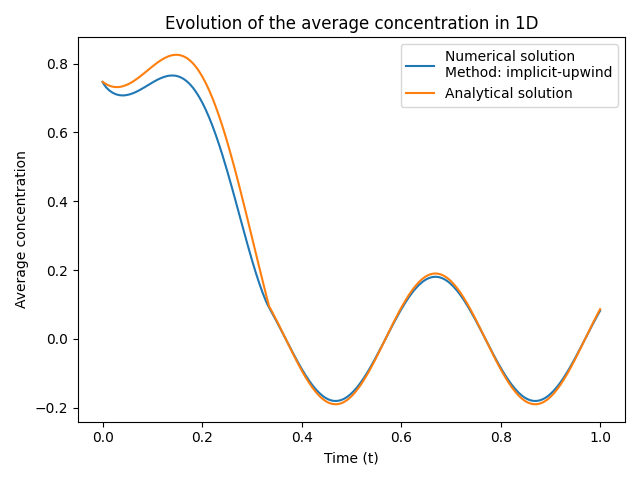 Evolution of the average concentration in 1D
Numerical solution
Method: implicit-upwind
Analytical solution
Average concentration
0.8
0.6
0.4
0.2
0.0
−0.2
0.0 0.2 0.4 0.6 0.8 1.0
Time (t)